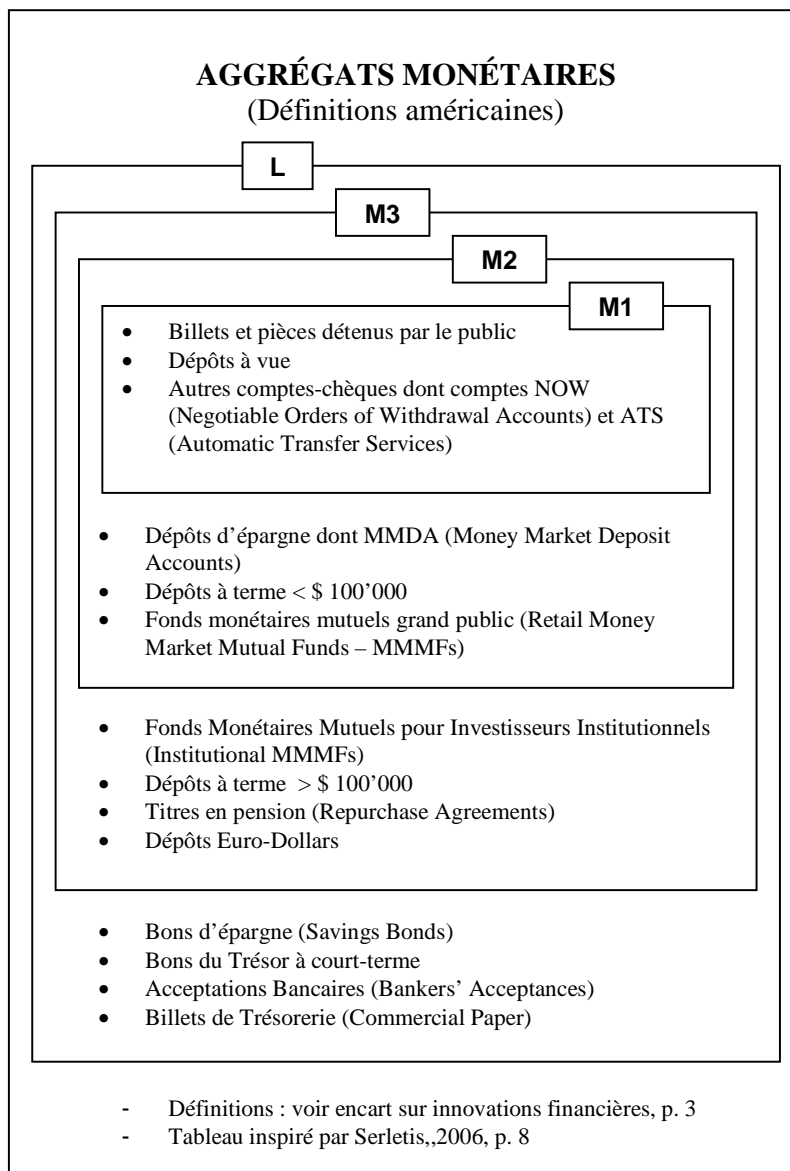 AGGRÉGATS MONÉTAIRES
(Définitions américaines)
L
M3
M2
M1
• Billets et pièces détenus par le public
• Dépôts à vue
• Autres comptes-chèques dont comptes NOW
(Negotiable Orders of Withdrawal Accounts) et ATS
(Automatic Transfer Services)
• Dépôts d’épargne dont MMDA (Money Market Deposit
Accounts)
• Dépôts à terme < $ 100’000
• Fonds monétaires mutuels grand public (Retail Money
Market Mutual Funds – MMMFs)
• Fonds Monétaires Mutuels pour Investisseurs Institutionnels
(Institutional MMMFs)
• Dépôts à terme > $ 100’000
• Titres en pension (Repurchase Agreements)
• Dépôts Euro-Dollars
• Bons d’épargne (Savings Bonds)
• Bons du Trésor à court-terme
• Acceptations Bancaires (Bankers’ Acceptances)
• Billets de Trésorerie (Commercial Paper)
- Définitions : voir encart sur innovations financières, p. 3
- Tableau inspiré par Serletis,,2006, p. 8